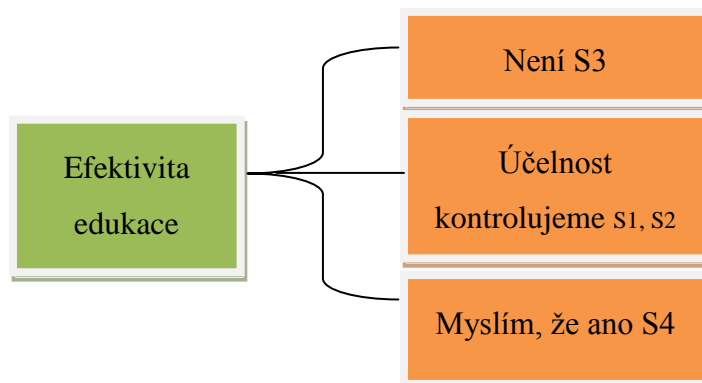 Efektivita
edukace
Není S3
Účelnost
kontrolujeme S1, S2
Myslím, že ano S4